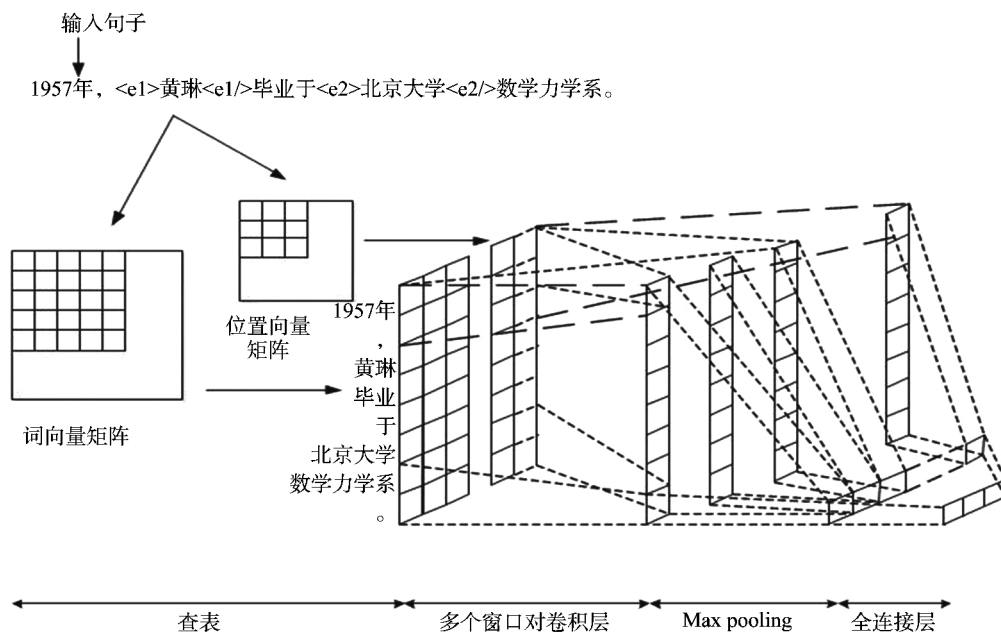 输入句子
1957年，<e1>黄琳<e1/>毕业于<e2>北京大学<e2/>数学力学系。
位置向量
矩阵
词向量矩阵
1957年
，
黄琳
毕业
于
北京大学
数学力学系
。
查表
多个窗口对卷积层
Max pooling
全连接层